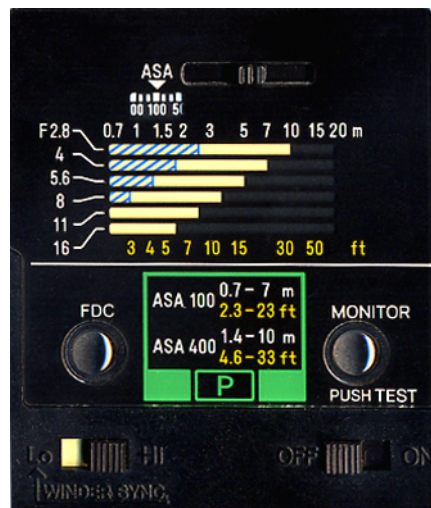 ASA
00 100 50
F2.8 0.7 1 1.5 2 3 5 7 10 15 20 m
4
5.6
8
11
16 3 4 5 7 10 15 30 50 ft
FDC
ASA 100 0.7 – 7 m
2.3 – 23 ft
ASA 400 1.4 – 10 m
4.6 – 33 ft
P
MONITOR
PUSH TEST
Lo HI OFF ON
WINDER SYNC.